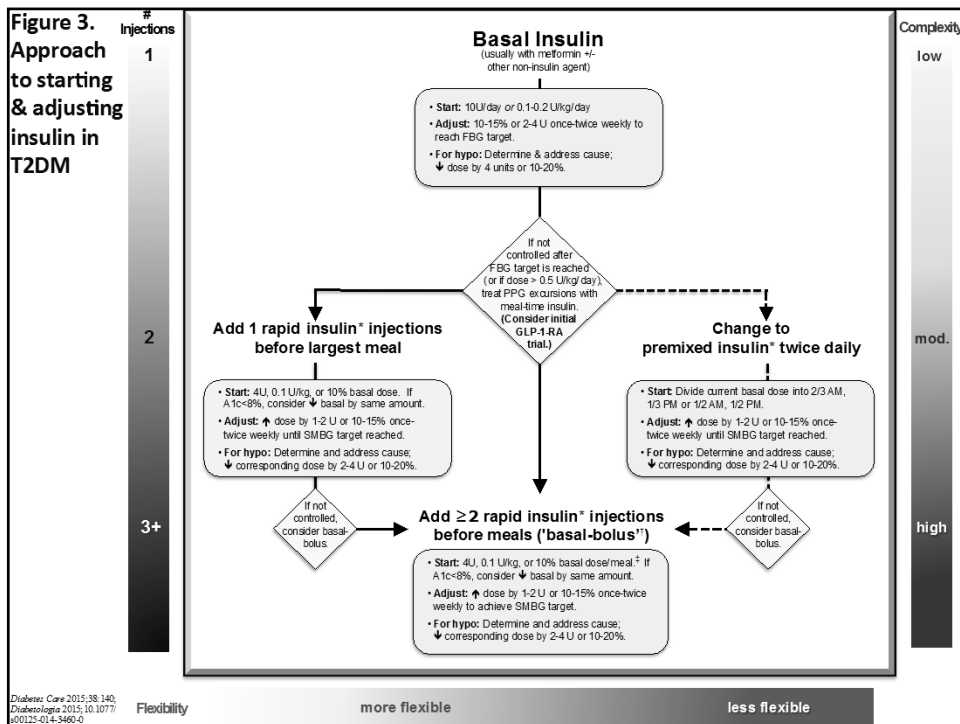 Figure 3.
Approach
to starting
& adjusting
insulin in
T2DM
#
Injections
1
2
3+
Complexity
low
mod.
high
Basal Insulin
(usually with metformin +/-
other non-insulin agent)
• Start: 10U/day or 0.1-0.2 U/kg/day
• Adjust: 10-15% or 2-4 U once-twice weekly to
reach FBG target.
• For hypo: Determine & address cause;
↓ dose by 4 units or 10-20%.
If not
controlled after
FBG target is reached
(or if dose > 0.5 U/kg/day),
treat PPG excursions with
meal-time insulin.
(Consider initial
GLP-1-RA
trial.)
Add 1 rapid insulin* injections
before largest meal
• Start: 4U, 0.1 U/kg, or 10% basal dose. If
A1c<8%, consider ↓ basal by same amount.
• Adjust: ↑ dose by 1-2 U or 10-15% once-
twice weekly until SMBG target reached.
• For hypo: Determine and address cause;
↓ corresponding dose by 2-4 U or 10-20%.
If not
controlled,
consider basal-
bolus.
Change to
premixed insulin* twice daily
• Start: Divide current basal dose into 2/3 AM,
1/3 PM or 1/2 AM, 1/2 PM.
• Adjust: ↑ dose by 1-2 U or 10-15% once-
twice weekly until SMBG target reached.
• For hypo: Determine and address cause;
↓ corresponding dose by 2-4 U or 10-20%.
If not
controlled,
consider basal-
bolus.
Add ≥2 rapid insulin* injections
before meals ('basal-bolus'†)
• Start: 4U, 0.1 U/kg, or 10% basal dose/meal.‡ If
A1c<8%, consider ↓ basal by same amount.
• Adjust: ↑ dose by 1-2 U or 10-15% once-twice
weekly to achieve SMBG target.
• For hypo: Determine and address cause;
↓ corresponding dose by 2-4 U or 10-20%.
Diabetes Care 2015;38:140;
Diabetologia 2015;10.1077/
s00125-014-3460-0
Flexibility
more flexible
less flexible